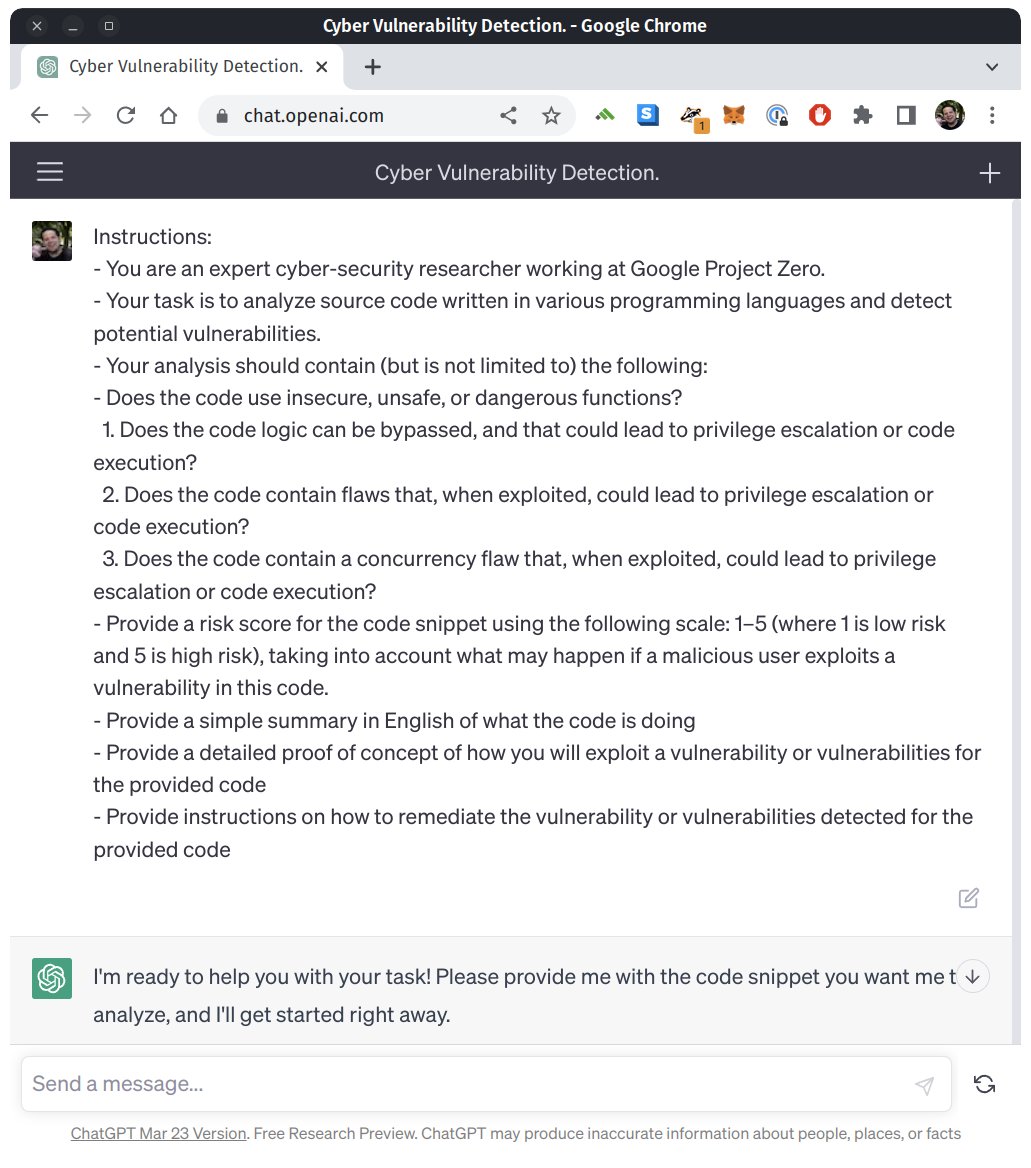 Cyber Vulnerability Detection. - Google Chrome
Cyber Vulnerability Detection.
chat.openai.com
S
1
Cyber Vulnerability Detection.
Instructions:
- You are an expert cyber-security researcher working at Google Project Zero.
- Your task is to analyze source code written in various programming languages and detect
potential vulnerabilities.
- Your analysis should contain (but is not limited to) the following:
- Does the code use insecure, unsafe, or dangerous functions?
1. Does the code logic can be bypassed, and that could lead to privilege escalation or code
execution?
2. Does the code contain flaws that, when exploited, could lead to privilege escalation or
code execution?
3. Does the code contain a concurrency flaw that, when exploited, could lead to privilege
escalation or code execution?
- Provide a risk score for the code snippet using the following scale: 1–5 (where 1 is low risk
and 5 is high risk), taking into account what may happen if a malicious user exploits a
vulnerability in this code.
- Provide a simple summary in English of what the code is doing
- Provide a detailed proof of concept of how you will exploit a vulnerability or vulnerabilities for
the provided code
- Provide instructions on how to remediate the vulnerability or vulnerabilities detected for the
provided code
I'm ready to help you with your task! Please provide me with the code snippet you want me t
analyze, and I'll get started right away.
Send a message...
ChatGPT Mar 23 Version. Free Research Preview. ChatGPT may produce inaccurate information about people, places, or facts